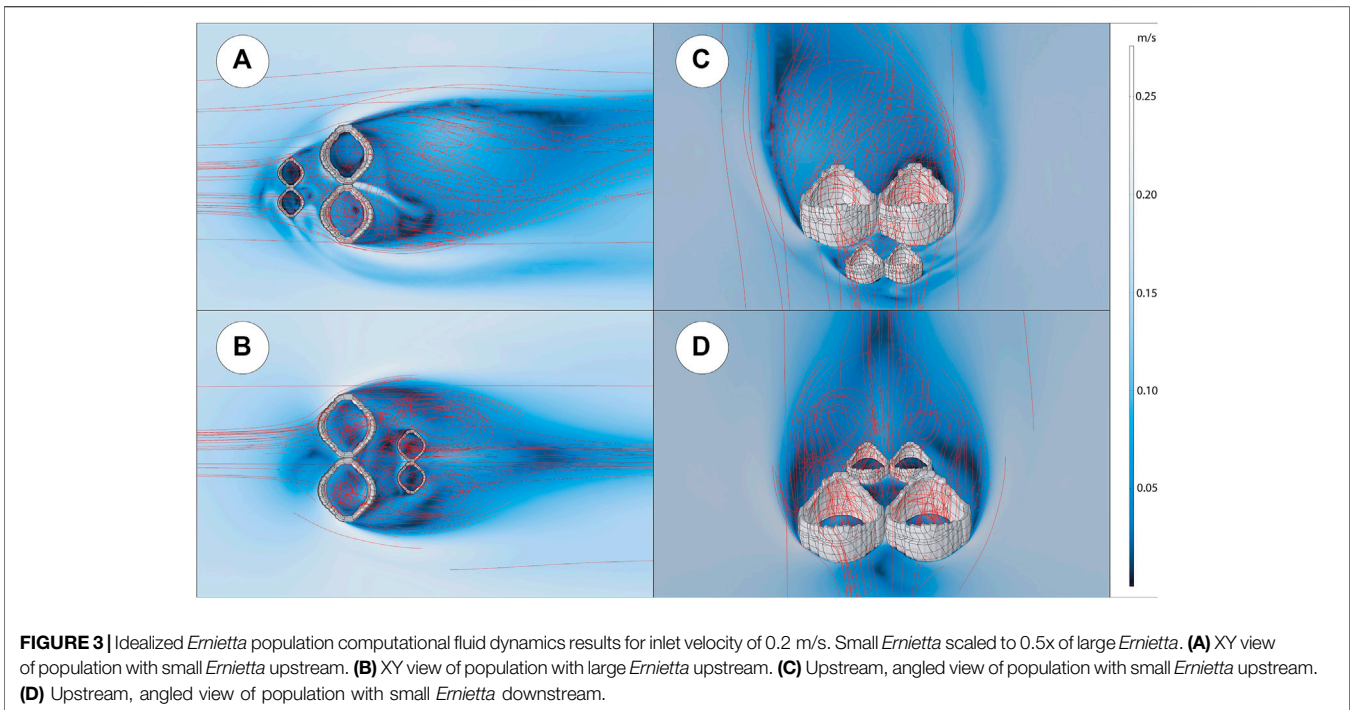 A
C
m/s
0.25
0.20
0.15
B
D
0.10
0.05
FIGURE 3 | Idealized Ernietta population computational fluid dynamics results for inlet velocity of 0.2 m/s. Small Ernietta scaled to 0.5x of large Ernietta. (A) XY view
of population with small Ernietta upstream. (B) XY view of population with large Ernietta upstream. (C) Upstream, angled view of population with small Ernietta upstream.
(D) Upstream, angled view of population with small Ernietta downstream.